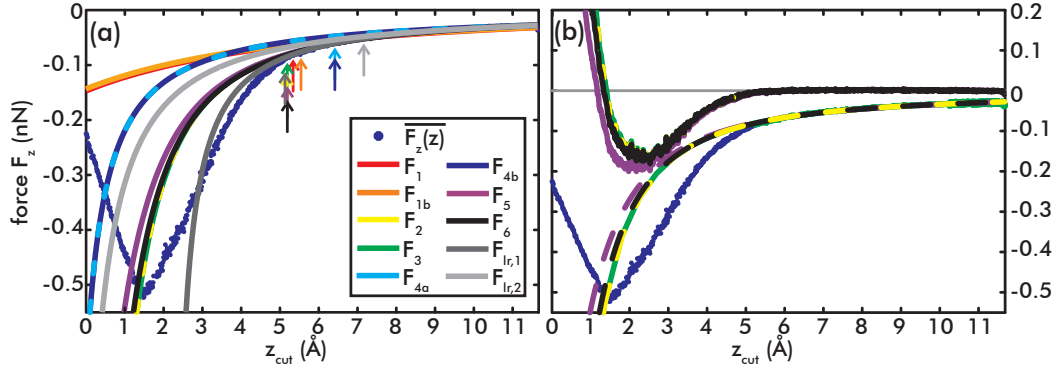 (a)
0
-0.1
-0.2
-0.3
-0.4
-0.5
force F_z (nN)
0 1 2 3 4 5 6 7 8 9 10 11
z_cut (Å)
F_z(z)
F_1 F_4b
F_1b F_5
F_2 F_6
F_3 F_lr,1
F_4a F_lr,2
(b)
0.2
0.1
0
-0.1
-0.2
-0.3
-0.4
-0.5
0 1 2 3 4 5 6 7 8 9 10 11
z_cut (Å)